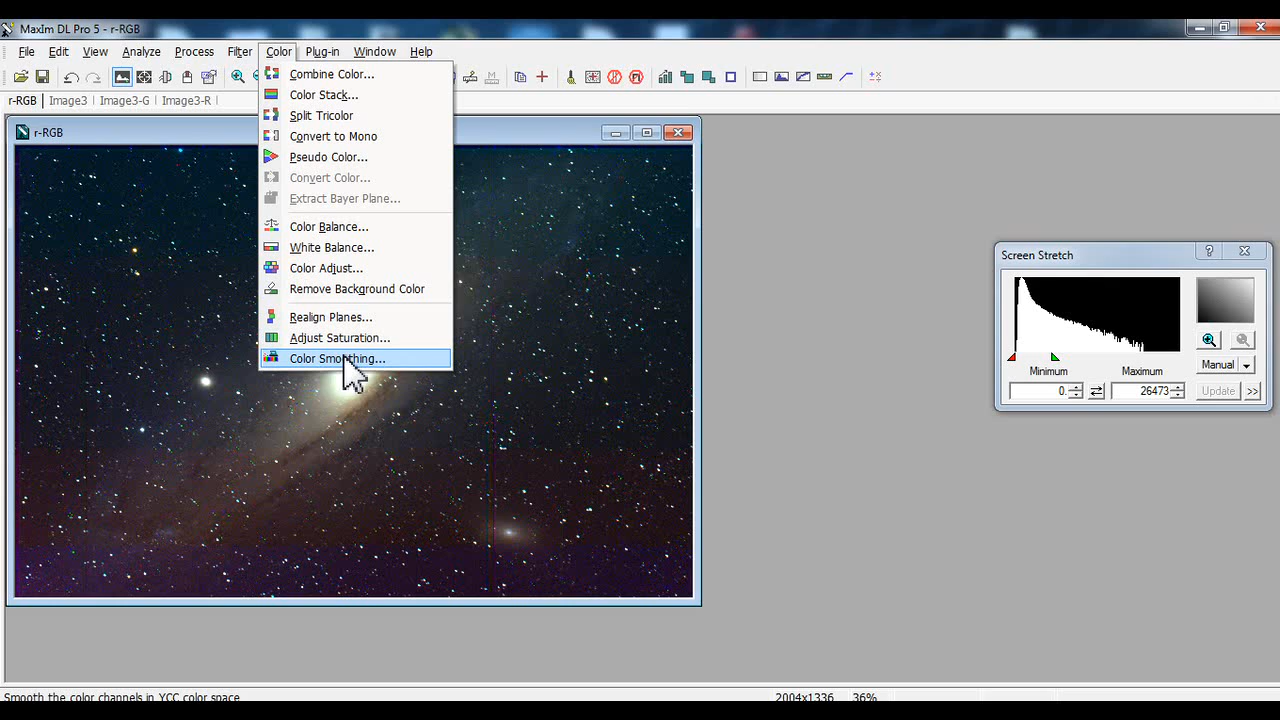 MaxIm DL Pro 5 - r-RGB
File Edit View Analyze Process Filter Color Plug-in Window Help
r-RGB Image3 Image3-G Image3-R
r-RGB
Combine Color...
Color Stack...
Split Tricolor
Convert to Mono
Pseudo Color...
Convert Color...
Extract Bayer Plane...
Color Balance...
White Balance...
Color Adjust...
Remove Background Color
Realign Planes...
Adjust Saturation...
Color Smoothing...
Screen Stretch
Manual
Minimum Maximum
0. 26473 Update >>
Smooth the color channels in YCC color space 2004x1336 36%